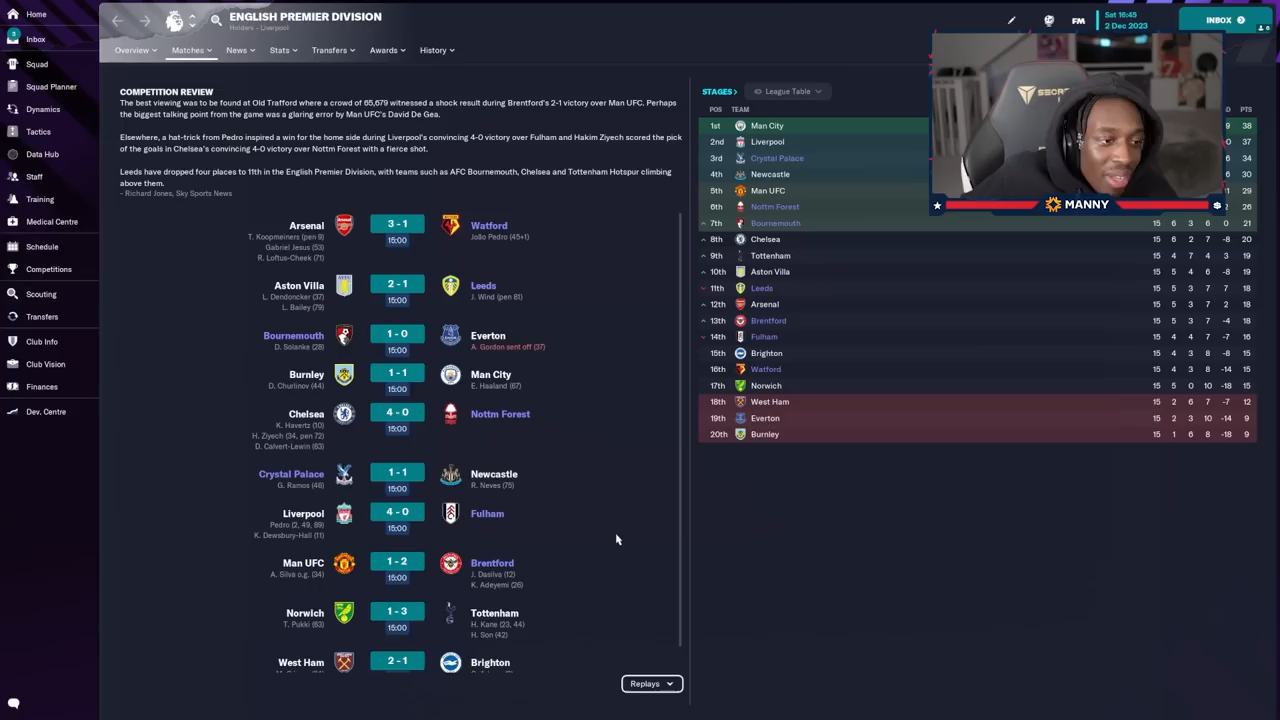 Home
3
Inbox
Squad
Squad Planner
Dynamics
Tactics
Data Hub
Staff
Training
Medical Centre
Schedule
Competitions
Scouting
Transfers
Club Info
Club Vision
Finances
Dev. Centre
ENGLISH PREMIER DIVISION
Holders - Liverpool
FM
Sat 16:45
2 Dec 2023
INBOX
Overview
Matches
News
Stats
Transfers
Awards
History
COMPETITION REVIEW
The best viewing was to be found at Old Trafford where a crowd of 65,679 witnessed a shock result during Brentford's 2-1 victory over Man UFC. Perhaps
the biggest talking point from the game was a glaring error by Man UFC's David De Gea.
Elsewhere, a hat-trick from Pedro inspired a win for the home side during Liverpool's convincing 4-0 victory over Fulham and Hakim Ziyech scored the pick
of the goals in Chelsea's convincing 4-0 victory over Nottm Forest with a fierce shot.
Leeds have dropped four places to 11th in the English Premier Division, with teams such as AFC Bournemouth, Chelsea and Tottenham Hotspur climbing
above them.
- Richard Jones, Sky Sports News
Arsenal 3 - 1 Watford
T. Koopmeiners (pen 9) 15:00 João Pedro (45+1)
Gabriel Jesus (53)
R. Loftus-Cheek (71)
Aston Villa 2 - 1 Leeds
L. Dendoncker (37) 15:00 J. Wind (pen 81)
L. Bailey (79)
Bournemouth 1 - 0 Everton
D. Solanke (28) 15:00 A. Gordon sent off (37)
Burnley 1 - 1 Man City
D. Churlinov (44) 15:00 E. Haaland (67)
Chelsea 4 - 0 Nottm Forest
K. Havertz (10) 15:00
H. Ziyech (34, pen 72)
D. Calvert-Lewin (63)
Crystal Palace 1 - 1 Newcastle
G. Ramos (46) 15:00 R. Neves (75)
Liverpool 4 - 0 Fulham
Pedro (2, 49, 89) 15:00
K. Dewsbury-Hall (11)
Man UFC 1 - 2 Brentford
A. Silva o.g. (34) 15:00 J. Dasilva (12)
K. Adeyemi (26)
Norwich 1 - 3 Tottenham
T. Pukki (63) 15:00 H. Kane (23, 44)
H. Son (42)
West Ham 2 - 1 Brighton
Replays
STAGES
League Table
POS TEAM PTS
1st Man City 38
2nd Liverpool 37
3rd Crystal Palace 34
4th Newcastle 30
5th Man UFC 29
6th Nottm Forest 26
7th Bournemouth 15 6 3 6 0 21
8th Chelsea 15 6 2 7 -8 20
9th Tottenham 15 4 7 4 3 19
10th Aston Villa 15 5 4 6 -8 19
11th Leeds 15 5 3 7 7 18
12th Arsenal 15 5 3 7 2 18
13th Brentford 15 5 3 7 -4 18
14th Fulham 15 4 4 7 -7 16
15th Brighton 15 4 3 8 -8 15
16th Watford 15 4 3 8 -14 15
17th Norwich 15 5 0 10 -18 15
18th West Ham 15 2 6 7 -7 12
19th Everton 15 2 3 10 -14 9
20th Burnley 15 1 6 8 -18 9
MANNY